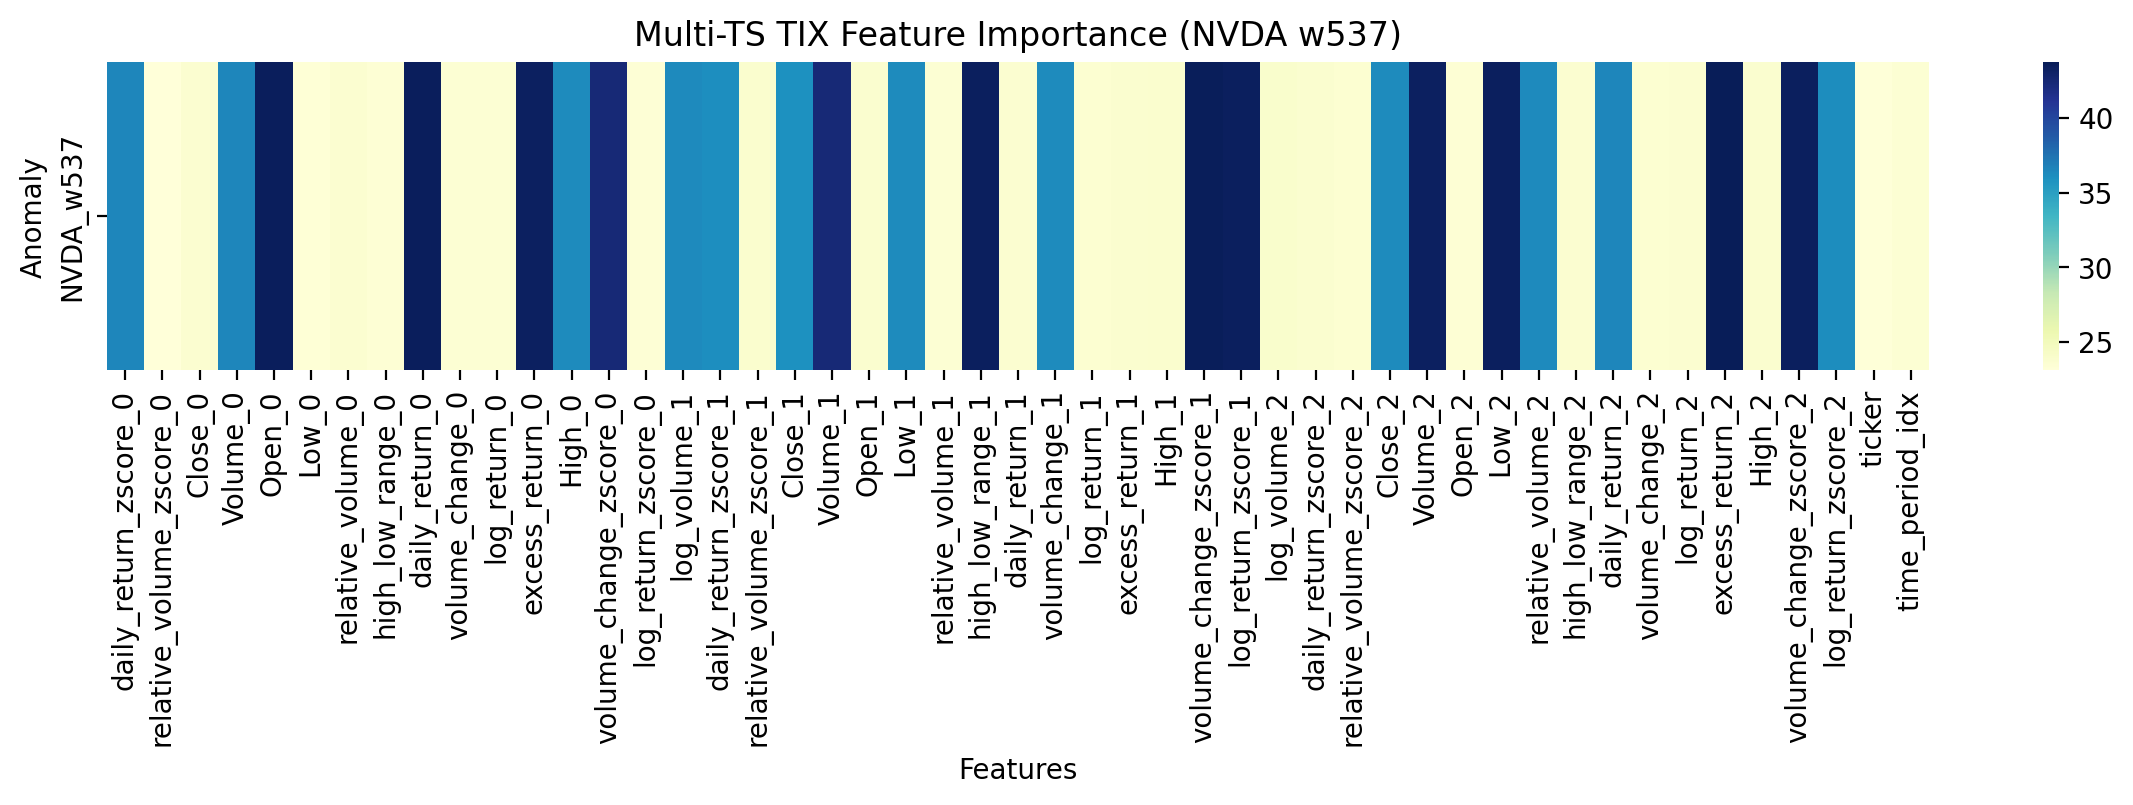 Multi-TS TIX Feature Importance (NVDA w537)
Anomaly
NVDA_w537
40
35
30
25
daily_return_zscore_0
relative_volume_zscore_0
Close_0
Volume_0
Open_0
Low_0
relative_volume_0
high_low_range_0
daily_return_0
volume_change_0
log_return_0
excess_return_0
High_0
volume_change_zscore_0
log_return_zscore_0
log_volume_1
daily_return_zscore_1
relative_volume_zscore_1
Close_1
Volume_1
Open_1
Low_1
relative_volume_1
high_low_range_1
daily_return_1
volume_change_1
log_return_1
excess_return_1
High_1
volume_change_zscore_1
log_return_zscore_1
log_volume_2
daily_return_zscore_2
relative_volume_zscore_2
Close_2
Volume_2
Open_2
Low_2
relative_volume_2
high_low_range_2
daily_return_2
volume_change_2
log_return_2
excess_return_2
High_2
volume_change_zscore_2
log_return_zscore_2
ticker
time_period_idx
Features